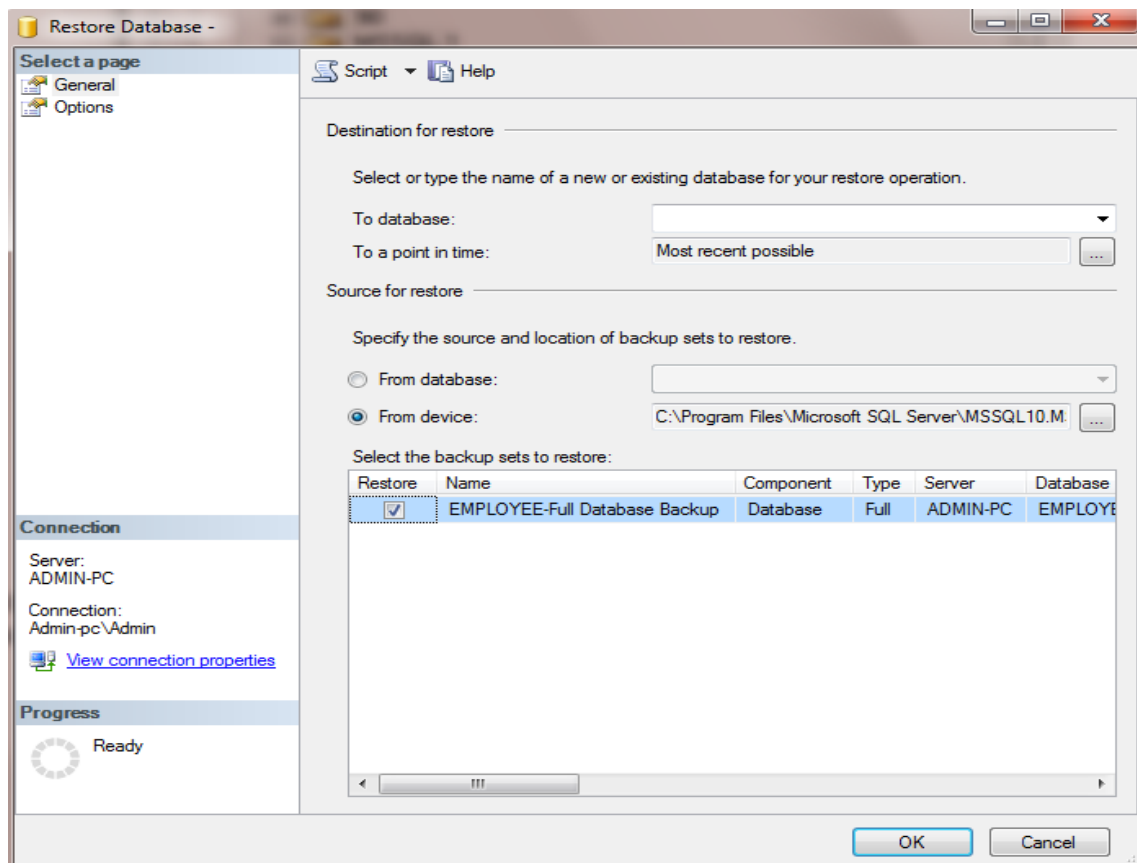 Restore Database -
Select a page
General
Options
Script
Help
Destination for restore
Select or type the name of a new or existing database for your restore operation.
To database:
To a point in time:
Most recent possible
...
Source for restore
Specify the source and location of backup sets to restore.
From database:
From device:
C:\Program Files\Microsoft SQL Server\MSSQL10.M
...
Select the backup sets to restore:
Restore Name Component Type Server Database
EMPLOYEE-Full Database Backup Database Full ADMIN-PC EMPLOYE
Connection
Server:
ADMIN-PC
Connection:
Admin-pc\Admin
View connection properties
Progress
Ready
OK
Cancel